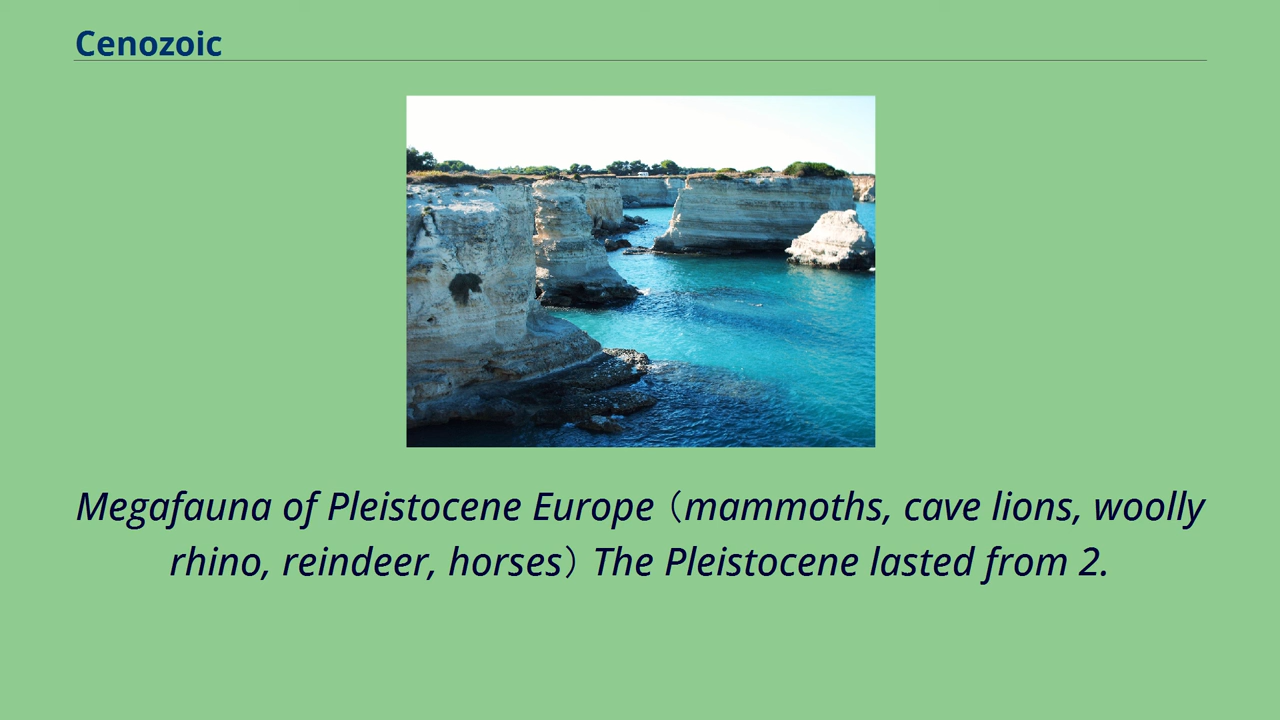 Cenozoic
Megafauna of Pleistocene Europe（mammoths, cave lions, woolly
rhino, reindeer, horses）The Pleistocene lasted from 2.